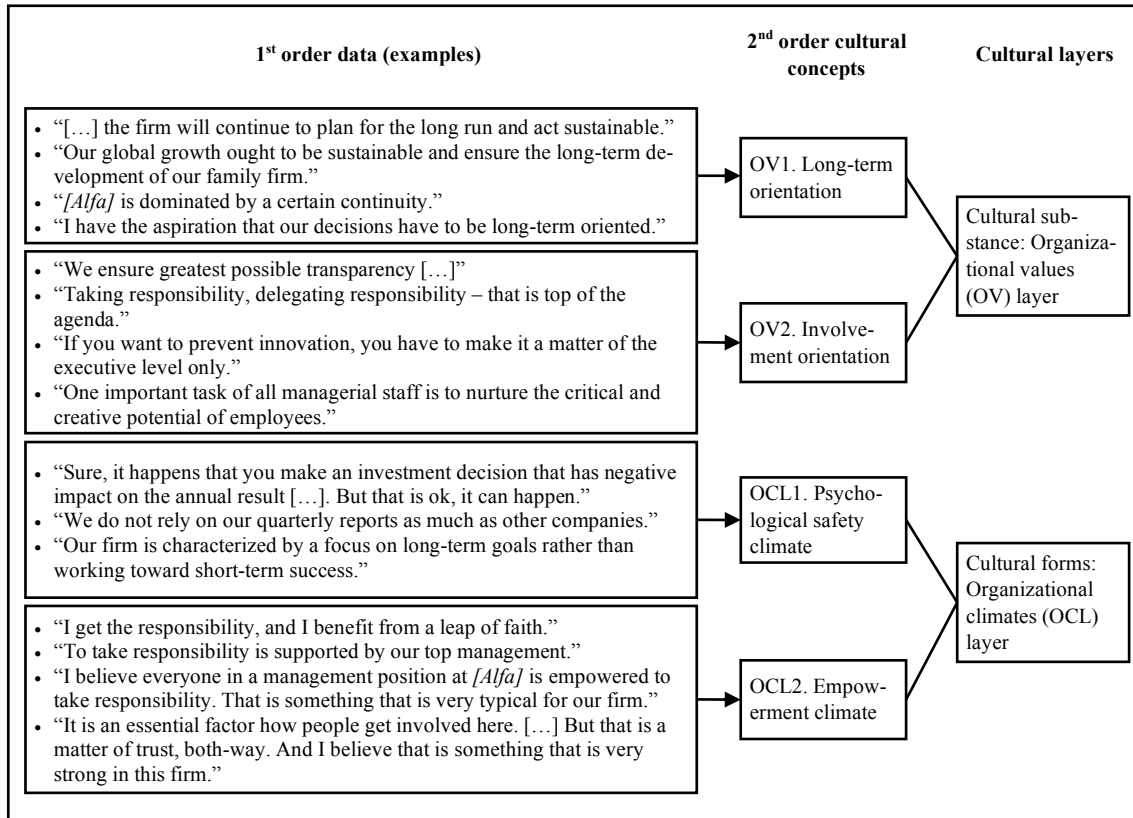 1st order data (examples)
2nd order cultural
concepts
Cultural layers
• “[…] the firm will continue to plan for the long run and act sustainable.”
• “Our global growth ought to be sustainable and ensure the long-term de-
velopment of our family firm.”
• “[Alfa] is dominated by a certain continuity.”
• “I have the aspiration that our decisions have to be long-term oriented.”
OV1. Long-term
orientation
• “We ensure greatest possible transparency […]”
• “Taking responsibility, delegating responsibility – that is top of the
agenda.”
• “If you want to prevent innovation, you have to make it a matter of the
executive level only.”
• “One important task of all managerial staff is to nurture the critical and
creative potential of employees.”
OV2. Involve-
ment orientation
Cultural sub-
stance: Organiza-
tional values
(OV) layer
• “Sure, it happens that you make an investment decision that has negative
impact on the annual result […]. But that is ok, it can happen.”
• “We do not rely on our quarterly reports as much as other companies.”
• “Our firm is characterized by a focus on long-term goals rather than
working toward short-term success.”
OCL1. Psycho-
logical safety
climate
• “I get the responsibility, and I benefit from a leap of faith.”
• “To take responsibility is supported by our top management.”
• “I believe everyone in a management position at [Alfa] is empowered to
take responsibility. That is something that is very typical for our firm.”
• “It is an essential factor how people get involved here. […] But that is a
matter of trust, both-way. And I believe that is something that is very
strong in this firm.”
OCL2. Empow-
erment climate
Cultural forms:
Organizational
climates (OCL)
layer